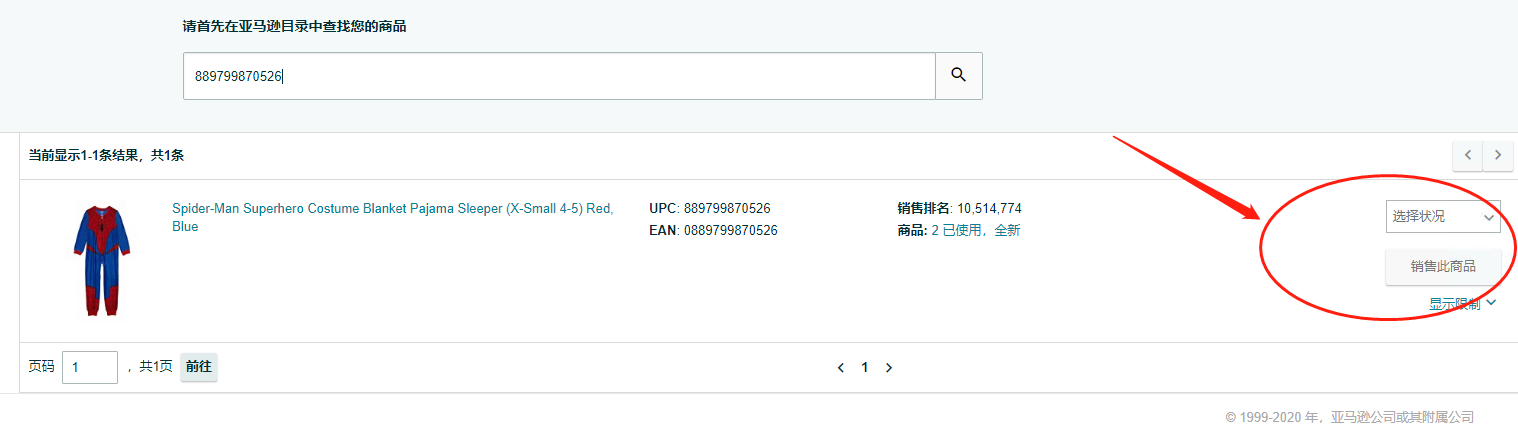 请首先在亚马逊目录中查找您的商品
889799870526
当前显示1-1条结果，共1条
Spider-Man Superhero Costume Blanket Pajama Sleeper (X-Small 4-5) Red,
Blue
UPC: 889799870526
EAN: 0889799870526
销售排名: 10,514,774
商品: 2 已使用，全新
选择状况
销售此商品
显示限制
页码 1 ，共1页 前往
1
© 1999-2020 年，亚马逊公司或其附属公司